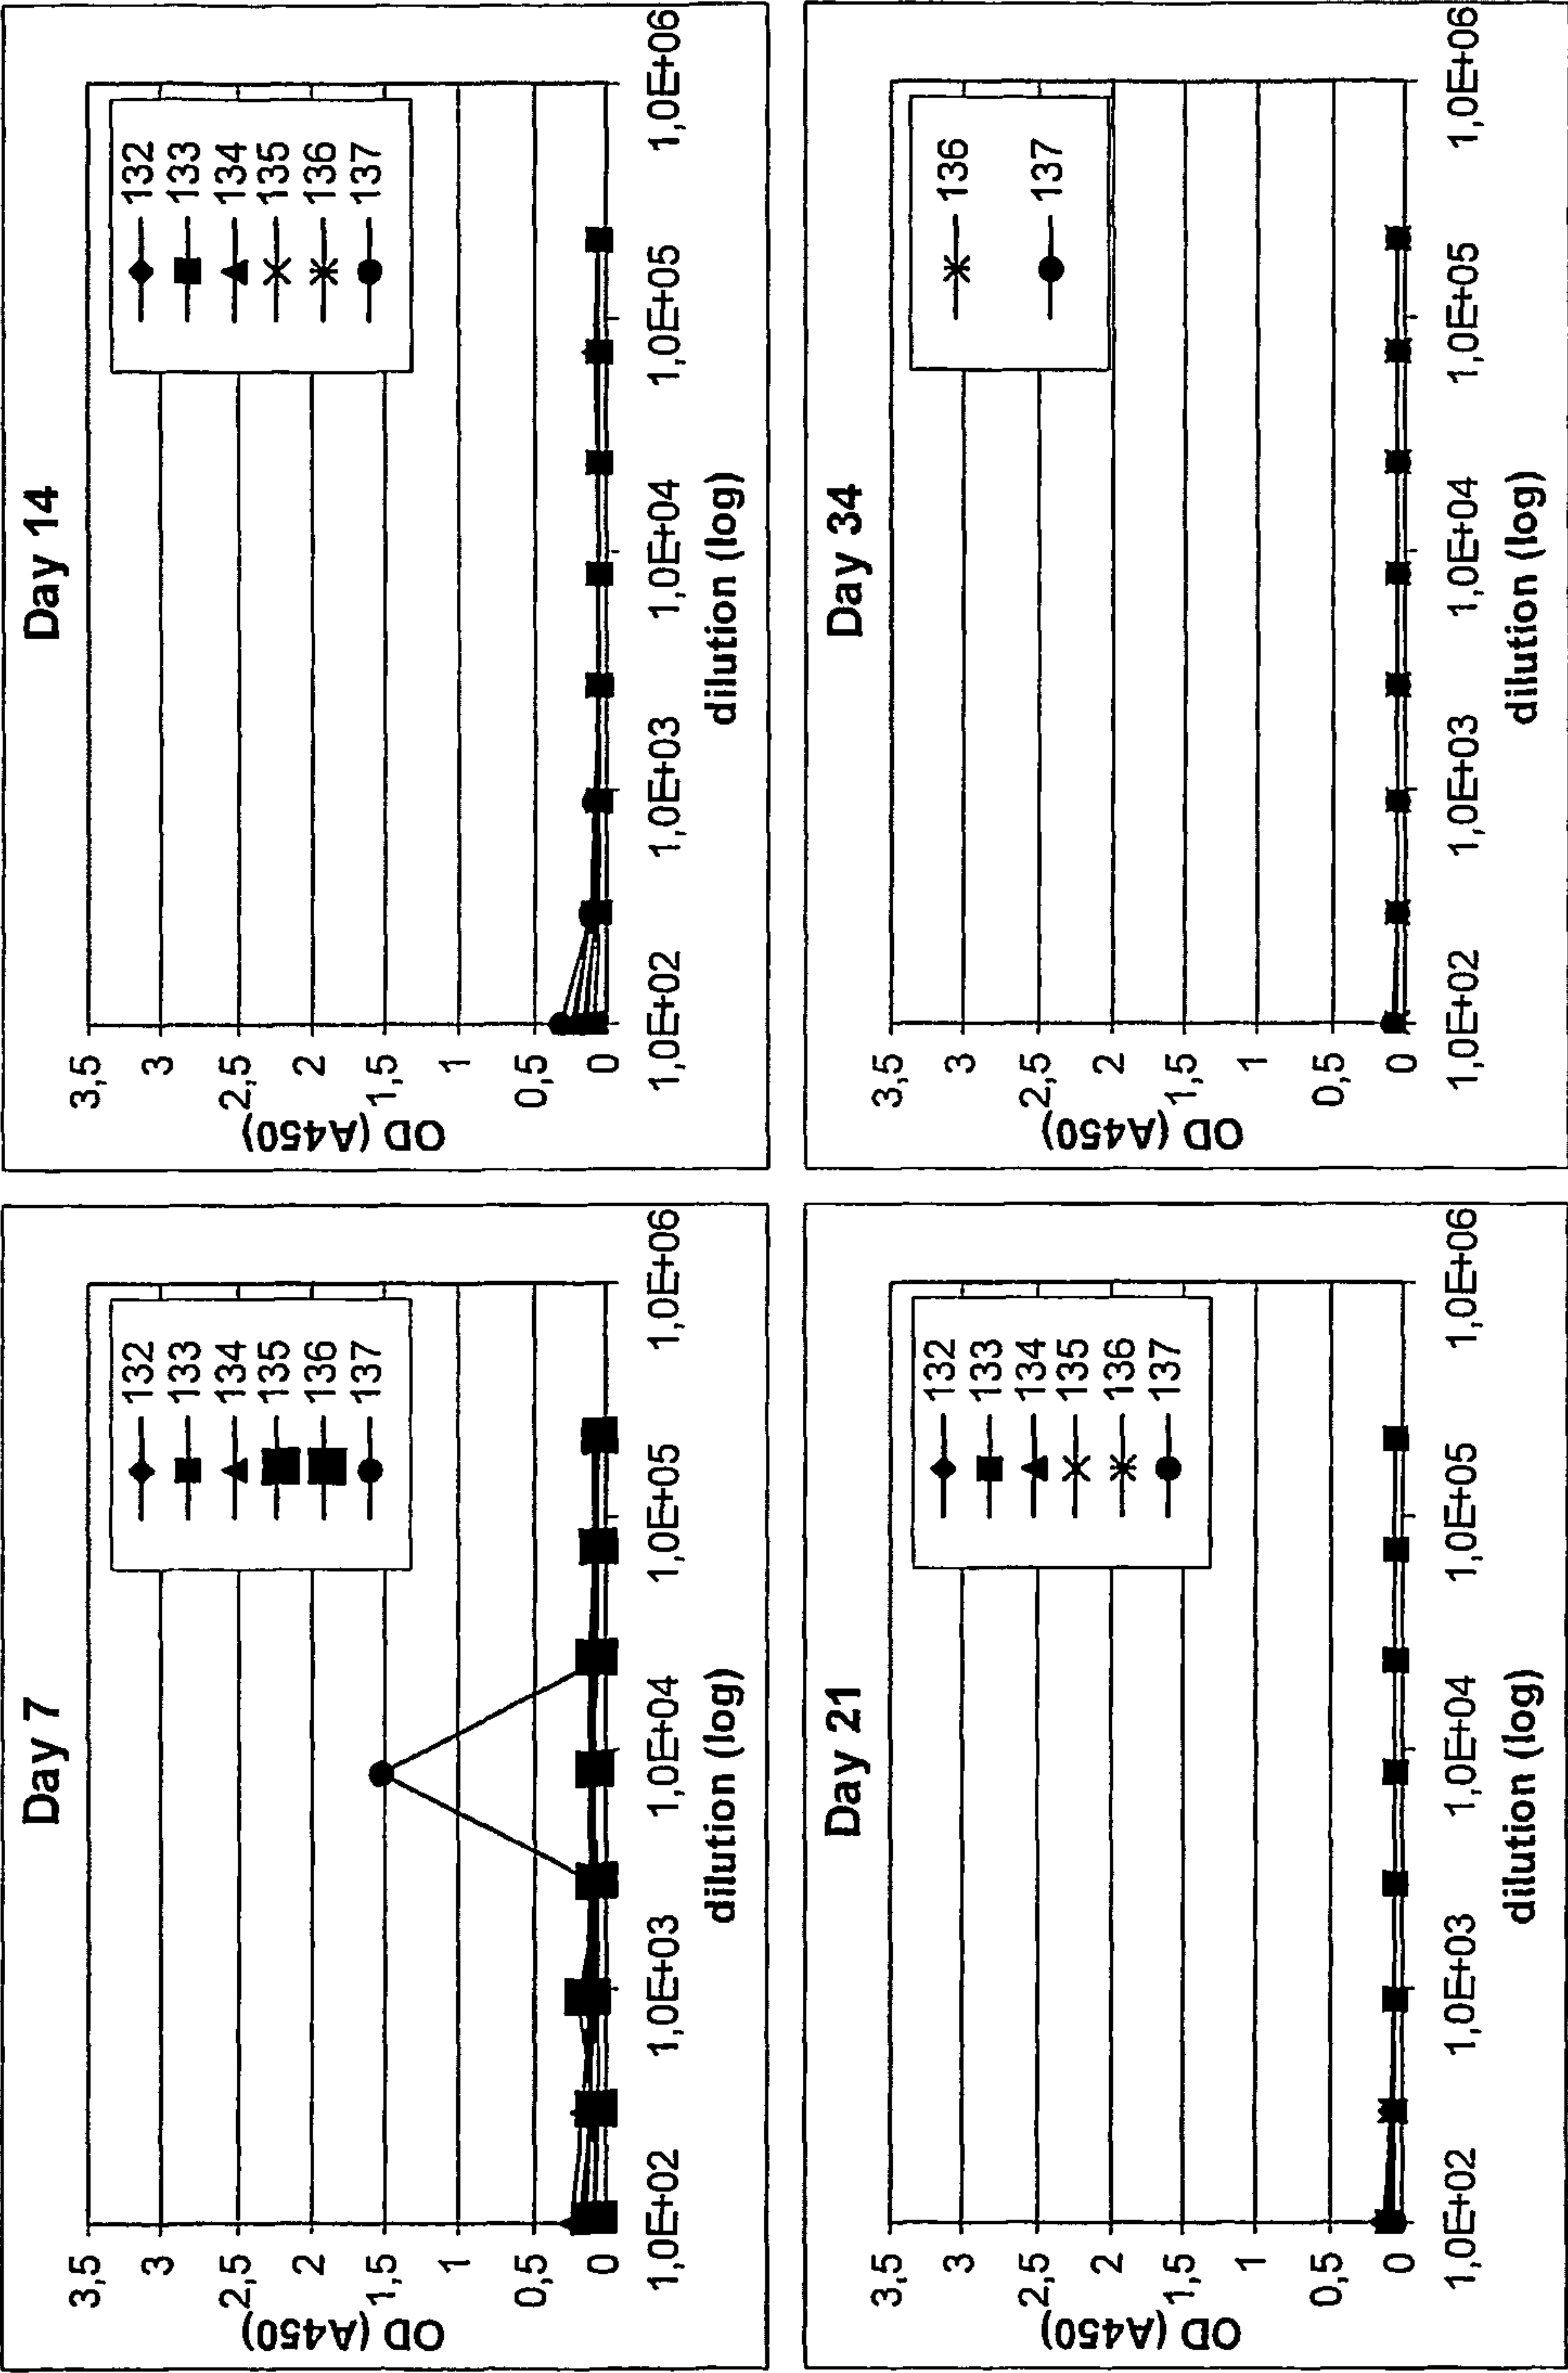 Day 7
3,5
3
2,5
2
1,5
1
0,5
0
OD (A450)
1,0E+02
1,0E+03
1,0E+04
1,0E+05
1,0E+06
dilution (log)
132
133
134
135
136
137
Day 14
3,5
3
2,5
2
1,5
1
0,5
0
OD (A450)
1,0E+02
1,0E+03
1,0E+04
1,0E+05
1,0E+06
dilution (log)
132
133
134
135
136
137
Day 21
3,5
3
2,5
2
1,5
1
0,5
0
OD (A450)
1,0E+02
1,0E+03
1,0E+04
1,0E+05
1,0E+06
dilution (log)
132
133
134
135
136
137
Day 34
3,5
3
2,5
2
1,5
1
0,5
0
OD (A450)
1,0E+02
1,0E+03
1,0E+04
1,0E+05
1,0E+06
dilution (log)
136
137